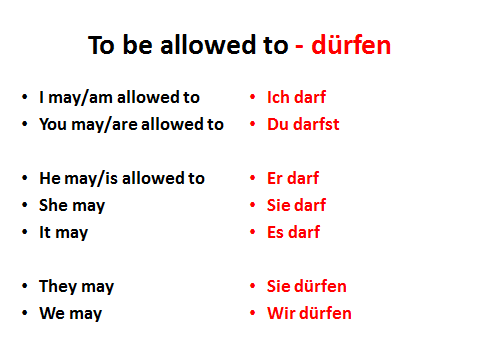 To be allowed to - dürfen
• I may/am allowed to • Ich darf
• You may/are allowed to • Du darfst
• He may/is allowed to • Er darf
• She may • Sie darf
• It may • Es darf
• They may • Sie dürfen
• We may • Wir dürfen